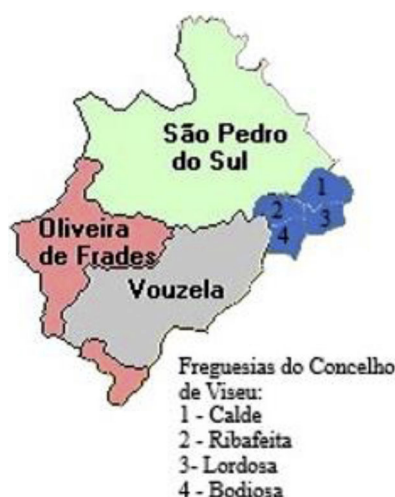 São Pedro
do Sul
1
2
3
4
Oliveira
de Frades
Vouzela
Freguesias do Concelho
de Viseu:
1 - Calde
2 - Ribafeita
3- Lordosa
4 - Bodiosa